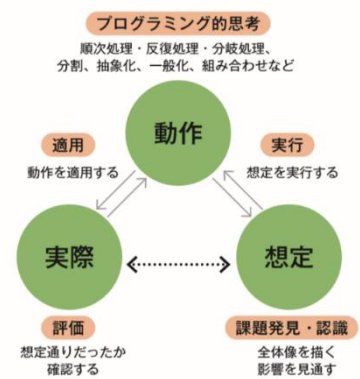 プログラミング的思考
順次処理・反復処理・分岐処理、
分割、抽象化、一般化、組み合わせなど
動作
適用
動作を適用する
実行
想定を実行する
実際
想定
評価
想定通りだったか
確認する
課題発見・認識
全体像を描く
影響を見通す